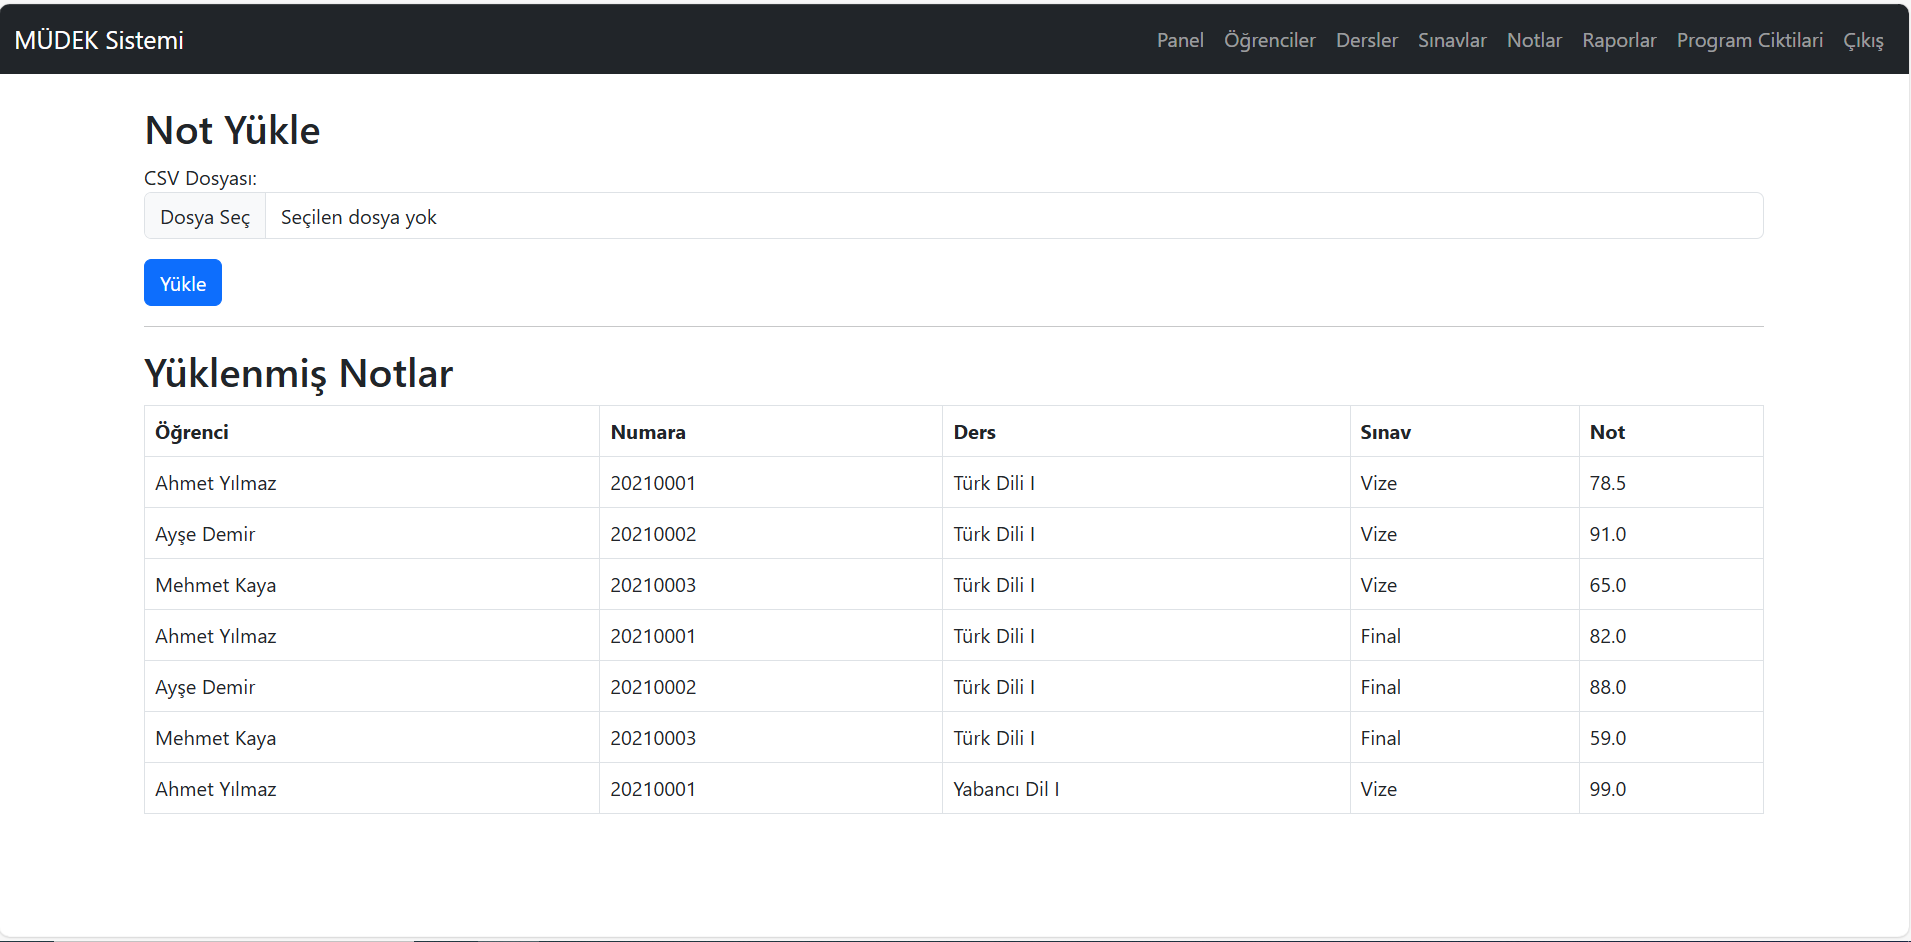 MÜDEK Sistemi Panel Öğrenciler Dersler Sınavlar Notlar Raporlar Program Ciktilari Çıkış
Not Yükle
CSV Dosyası:
Dosya Seç Seçilen dosya yok
Yükle
Yüklenmiş Notlar
Öğrenci Numara Ders Sınav Not
Ahmet Yılmaz 20210001 Türk Dili I Vize 78.5
Ayşe Demir 20210002 Türk Dili I Vize 91.0
Mehmet Kaya 20210003 Türk Dili I Vize 65.0
Ahmet Yılmaz 20210001 Türk Dili I Final 82.0
Ayşe Demir 20210002 Türk Dili I Final 88.0
Mehmet Kaya 20210003 Türk Dili I Final 59.0
Ahmet Yılmaz 20210001 Yabancı Dil I Vize 99.0